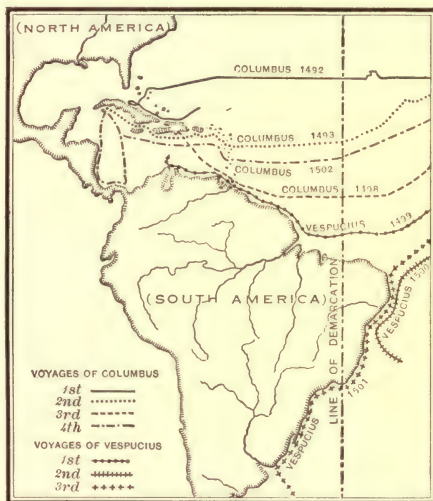 (NORTH AMERICA)
COLUMBUS 1492
COLUMBUS 1493
COLUMBUS 1502
COLUMBUS 1498
VESPUCIUS 1499
(SOUTH AMERICA)
LINE OF DEMARCATION
VESPUCIUS 1500
VESPUCIUS 1501
VOYAGES OF COLUMBUS
1st
2nd
3rd
4th
VOYAGES OF VESPUCIUS
1st
2nd
3rd